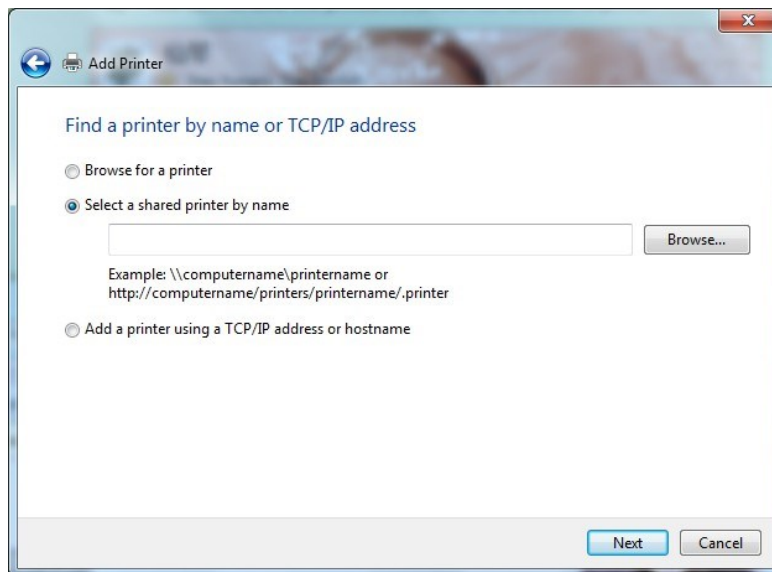 Add Printer
Find a printer by name or TCP/IP address
Browse for a printer
Select a shared printer by name
Browse...
Example: \\computername\printername or
http://computername/printers/printername/.printer
Add a printer using a TCP/IP address or hostname
Next
Cancel